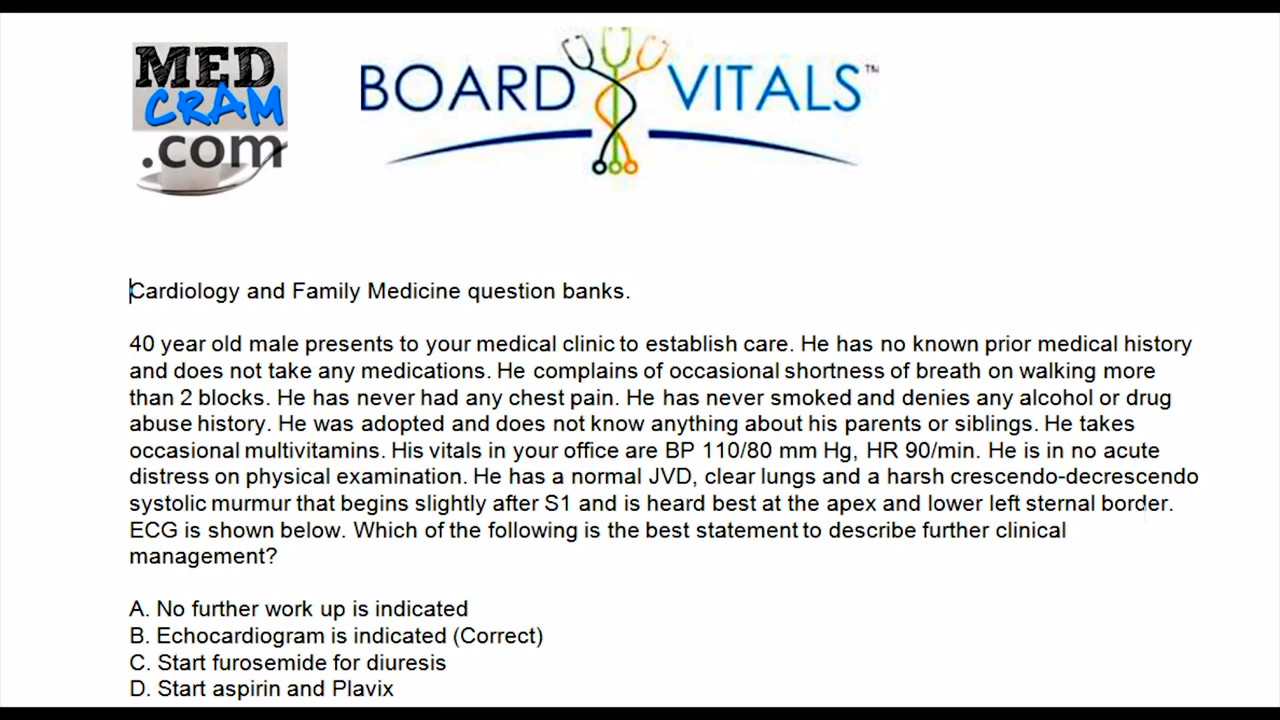 MED
CRAM
.com
BOARD VITALS™
Cardiology and Family Medicine question banks.
40 year old male presents to your medical clinic to establish care. He has no known prior medical history
and does not take any medications. He complains of occasional shortness of breath on walking more
than 2 blocks. He has never had any chest pain. He has never smoked and denies any alcohol or drug
abuse history. He was adopted and does not know anything about his parents or siblings. He takes
occasional multivitamins. His vitals in your office are BP 110/80 mm Hg, HR 90/min. He is in no acute
distress on physical examination. He has a normal JVD, clear lungs and a harsh crescendo-decrescendo
systolic murmur that begins slightly after S1 and is heard best at the apex and lower left sternal border.
ECG is shown below. Which of the following is the best statement to describe further clinical
management?
A. No further work up is indicated
B. Echocardiogram is indicated (Correct)
C. Start furosemide for diuresis
D. Start aspirin and Plavix